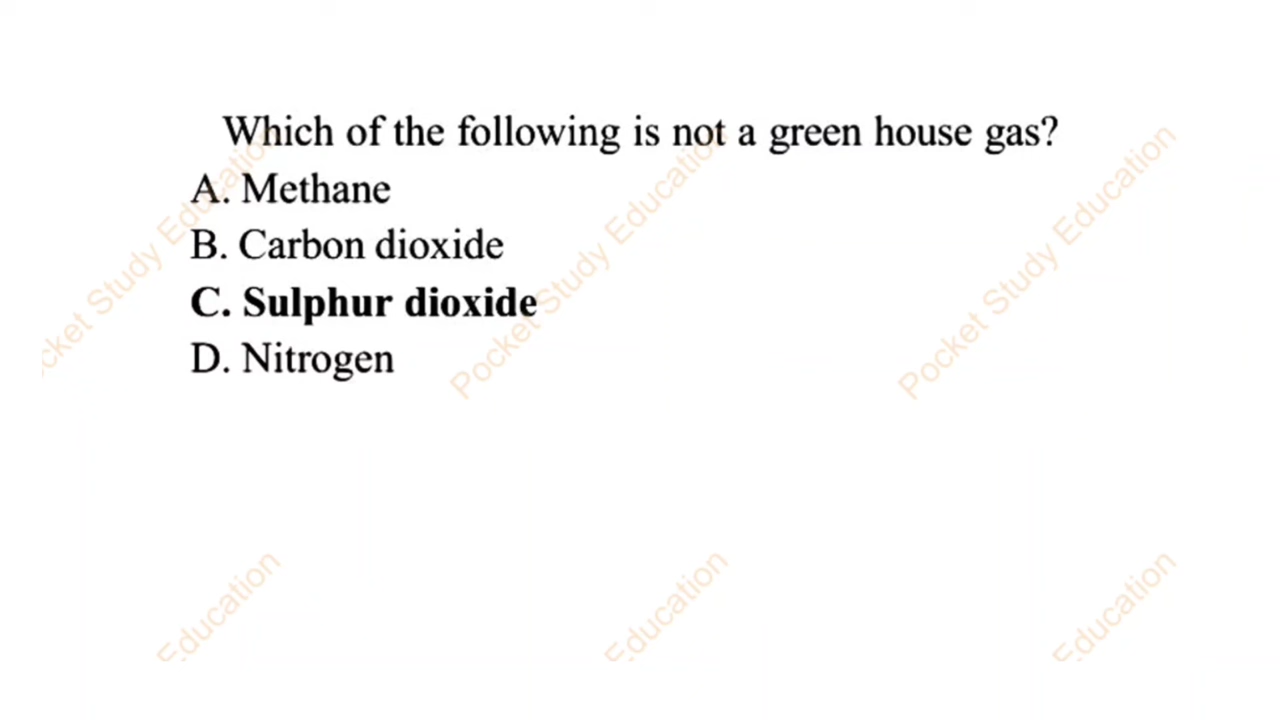 Which of the following is not a green house gas?
A. Methane
B. Carbon dioxide
C. Sulphur dioxide
D. Nitrogen
cket Study Education
Pocket Study Education
Pocket Study Education
Education
Education
Education